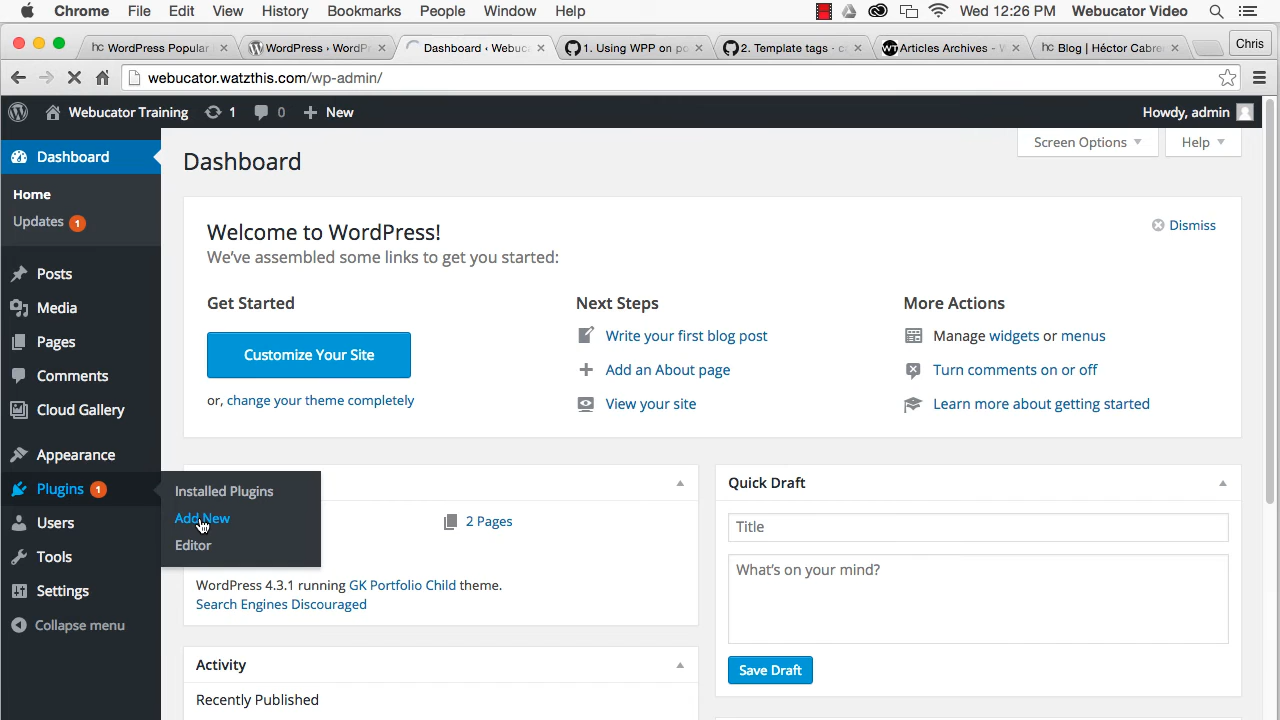 Chrome File Edit View History Bookmarks People Window Help Wed 12:26 PM Webucator Video
hc WordPress Popular WordPress › WordP Dashboard ‹ Webuc 1. Using WPP on po 2. Template tags - c WT Articles Archives - hc Blog | Héctor Cabre Chris
webucator.watzthis.com/wp-admin/
Webucator Training 1 0 + New Howdy, admin
Screen Options Help
Dashboard
Home
Updates 1
Posts
Media
Pages
Comments
Cloud Gallery
Appearance
Plugins 1
Users
Tools
Settings
Collapse menu
Installed Plugins
Add New
Editor
Dashboard
Welcome to WordPress!
We've assembled some links to get you started:
Dismiss
Get Started
Customize Your Site
or, change your theme completely
Next Steps
Write your first blog post
Add an About page
View your site
More Actions
Manage widgets or menus
Turn comments on or off
Learn more about getting started
2 Pages
WordPress 4.3.1 running GK Portfolio Child theme.
Search Engines Discouraged
Activity
Recently Published
Quick Draft
Title
What's on your mind?
Save Draft